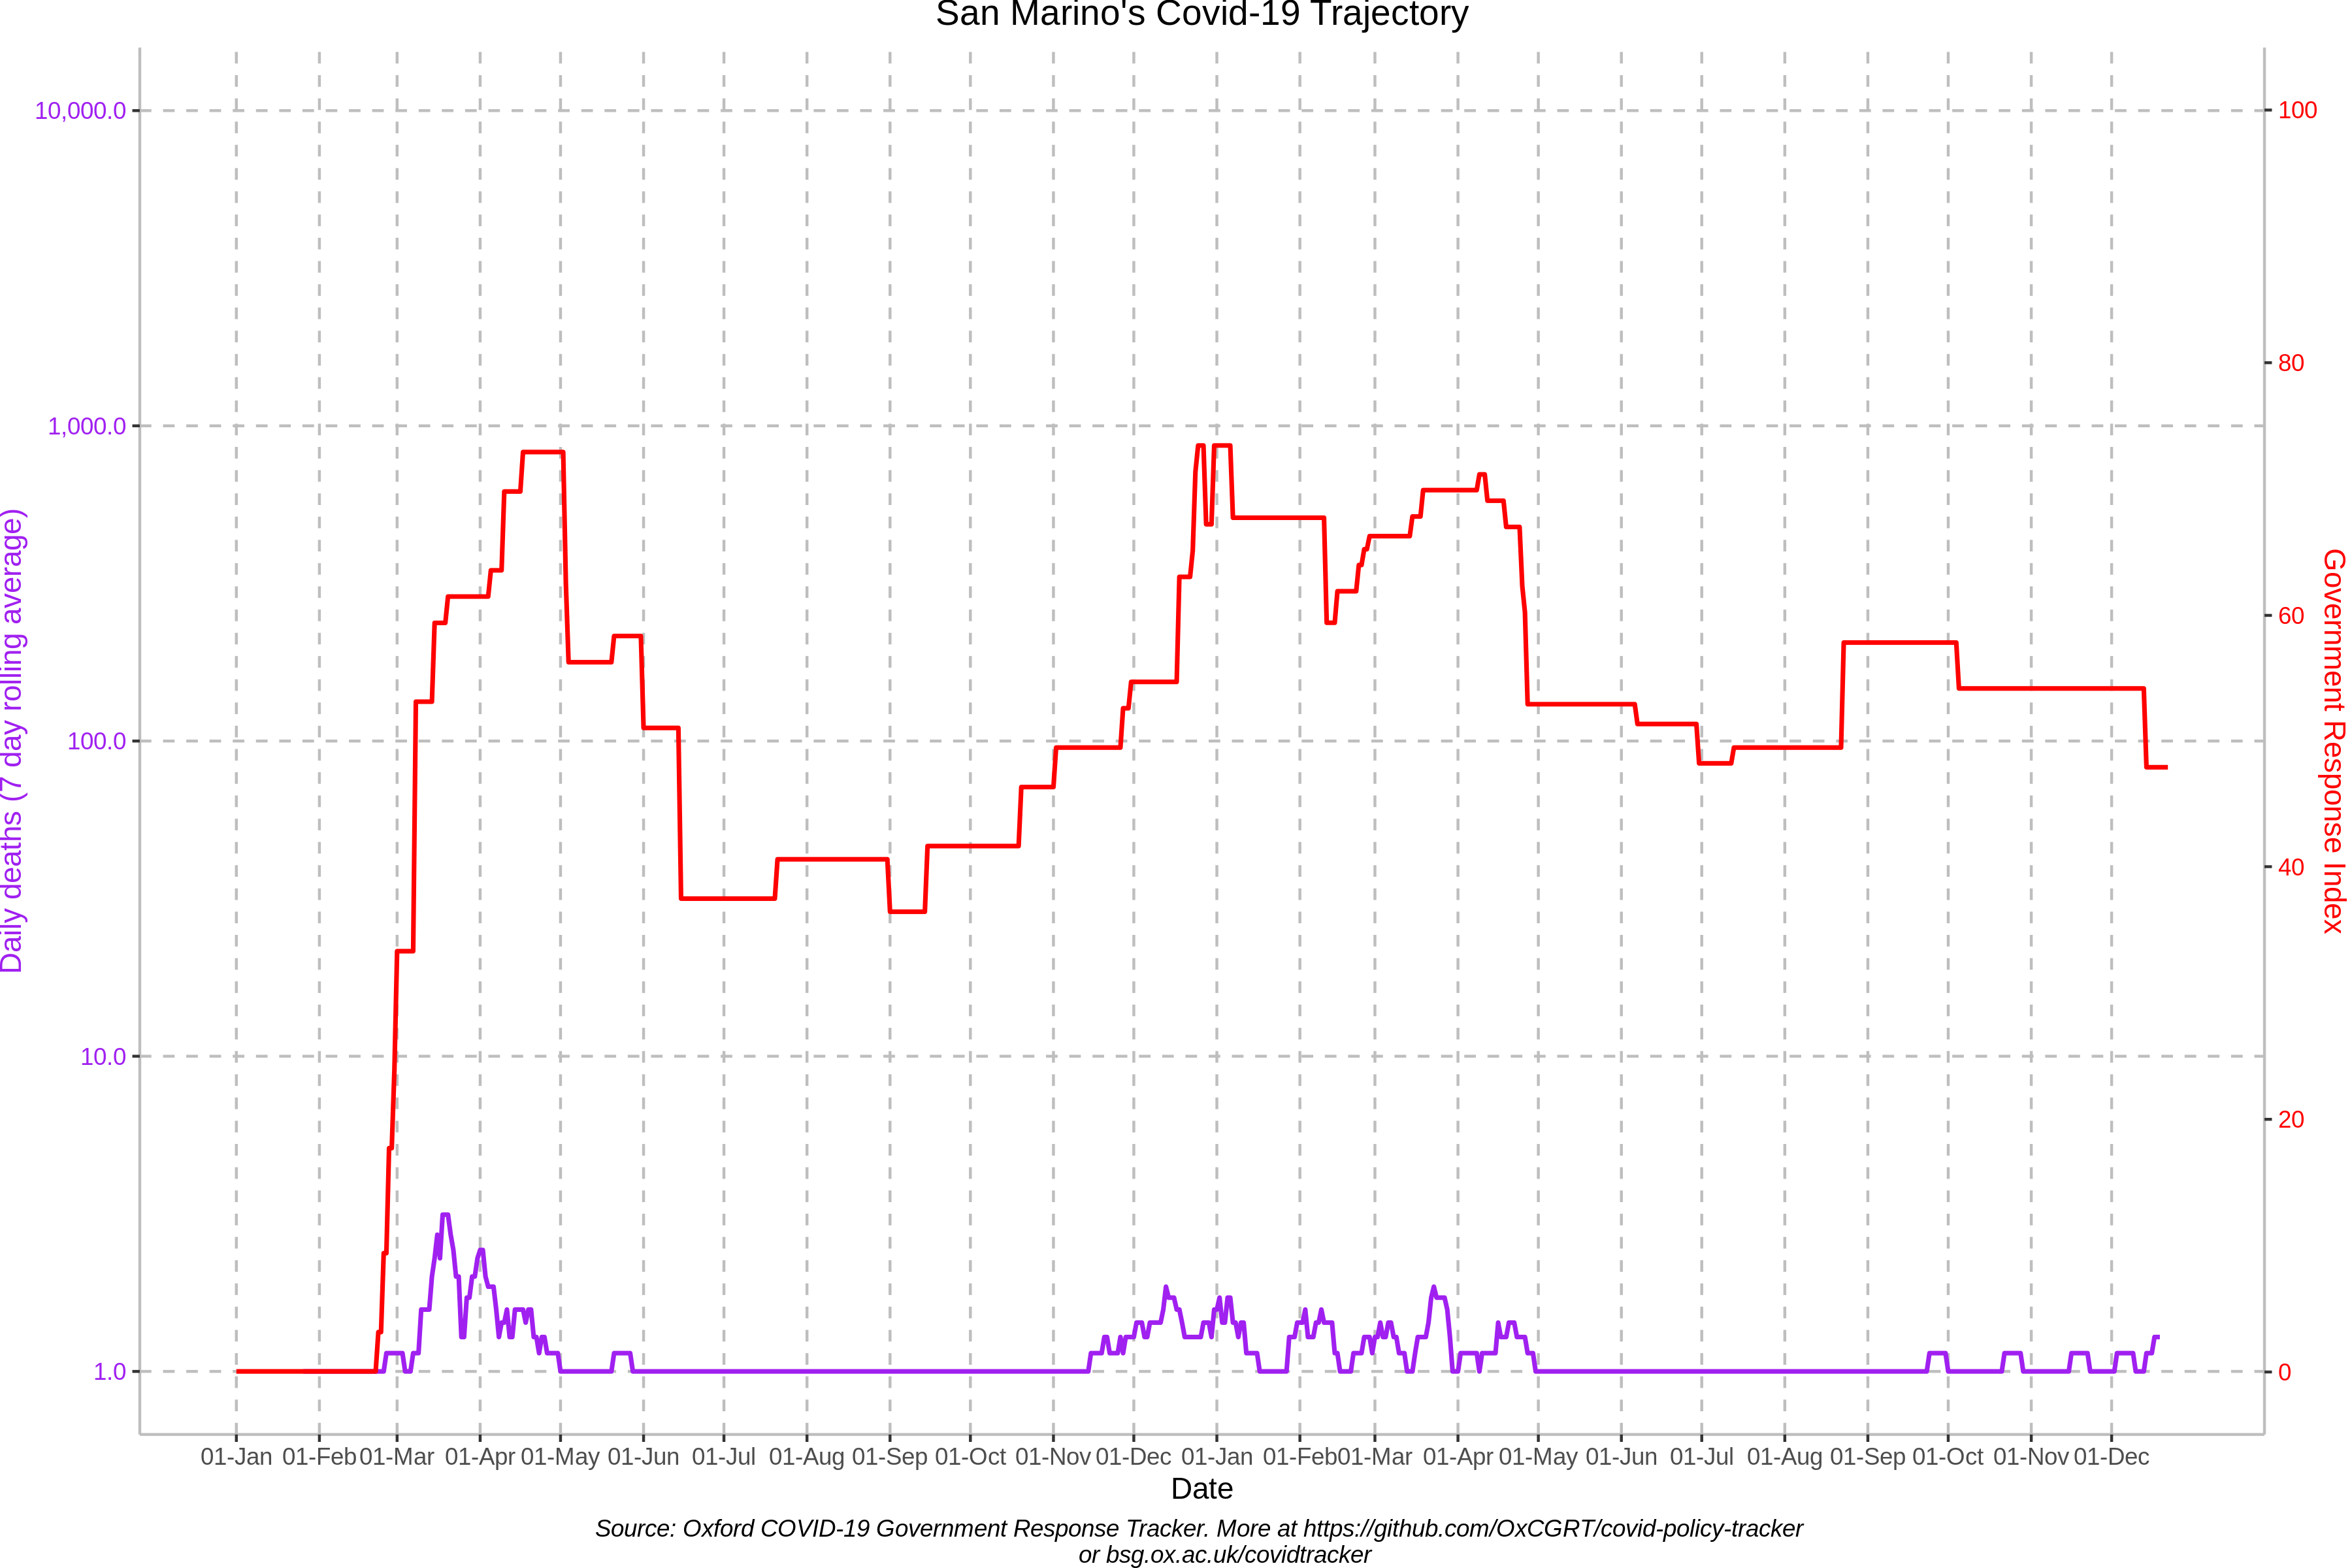 San Marino's Covid-19 Trajectory
10,000.0
1,000.0
100.0
10.0
1.0
Daily deaths (7 day rolling average)
100
80
60
40
20
0
Government Response Index
01-Jan 01-Feb 01-Mar 01-Apr 01-May 01-Jun 01-Jul 01-Aug 01-Sep 01-Oct 01-Nov 01-Dec 01-Jan 01-Feb 01-Mar 01-Apr 01-May 01-Jun 01-Jul 01-Aug 01-Sep 01-Oct 01-Nov 01-Dec
Date
Source: Oxford COVID-19 Government Response Tracker. More at https://github.com/OxCGRT/covid-policy-tracker
or bsg.ox.ac.uk/covidtracker